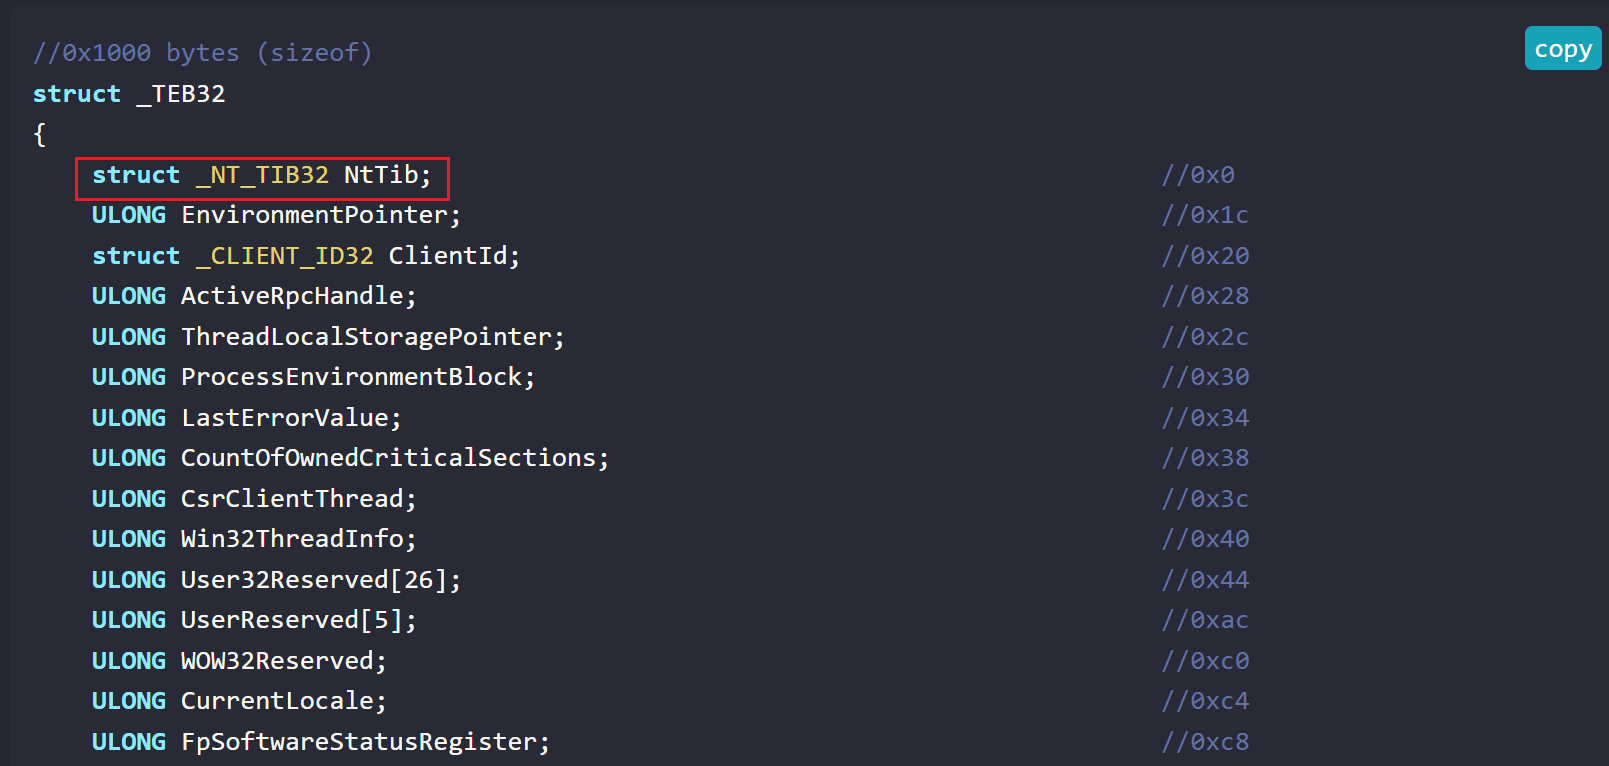 //0x1000 bytes (sizeof)
copy
struct _TEB32
{
struct _NT_TIB32 NtTib; //0x0
ULONG EnvironmentPointer; //0x1c
struct _CLIENT_ID32 ClientId; //0x20
ULONG ActiveRpcHandle; //0x28
ULONG ThreadLocalStoragePointer; //0x2c
ULONG ProcessEnvironmentBlock; //0x30
ULONG LastErrorValue; //0x34
ULONG CountOfOwnedCriticalSections; //0x38
ULONG CsrClientThread; //0x3c
ULONG Win32ThreadInfo; //0x40
ULONG User32Reserved[26]; //0x44
ULONG UserReserved[5]; //0xac
ULONG WOW32Reserved; //0xc0
ULONG CurrentLocale; //0xc4
ULONG FpSoftwareStatusRegister; //0xc8